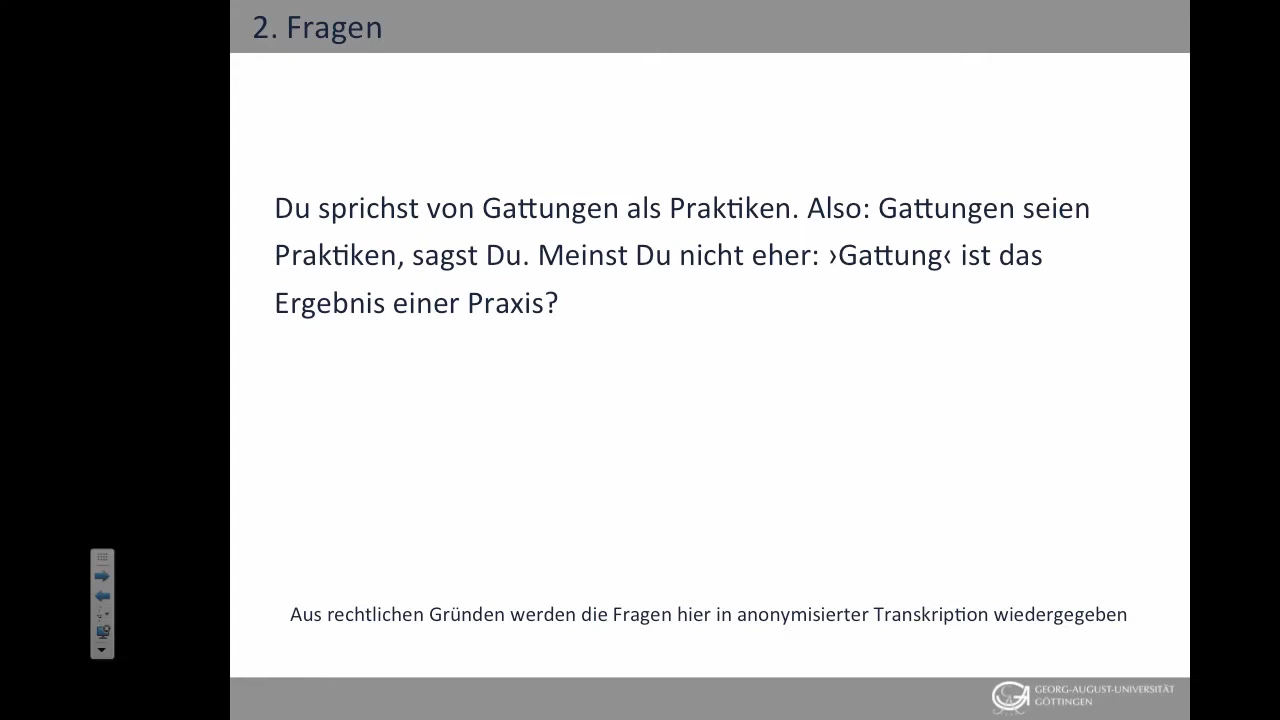 2. Fragen
Du sprichst von Gattungen als Praktiken. Also: Gattungen seien
Praktiken, sagst Du. Meinst Du nicht eher: ›Gattung‹ ist das
Ergebnis einer Praxis?
Aus rechtlichen Gründen werden die Fragen hier in anonymisierter Transkription wiedergegeben
GEORG-AUGUST-UNIVERSITÄT
GÖTTINGEN